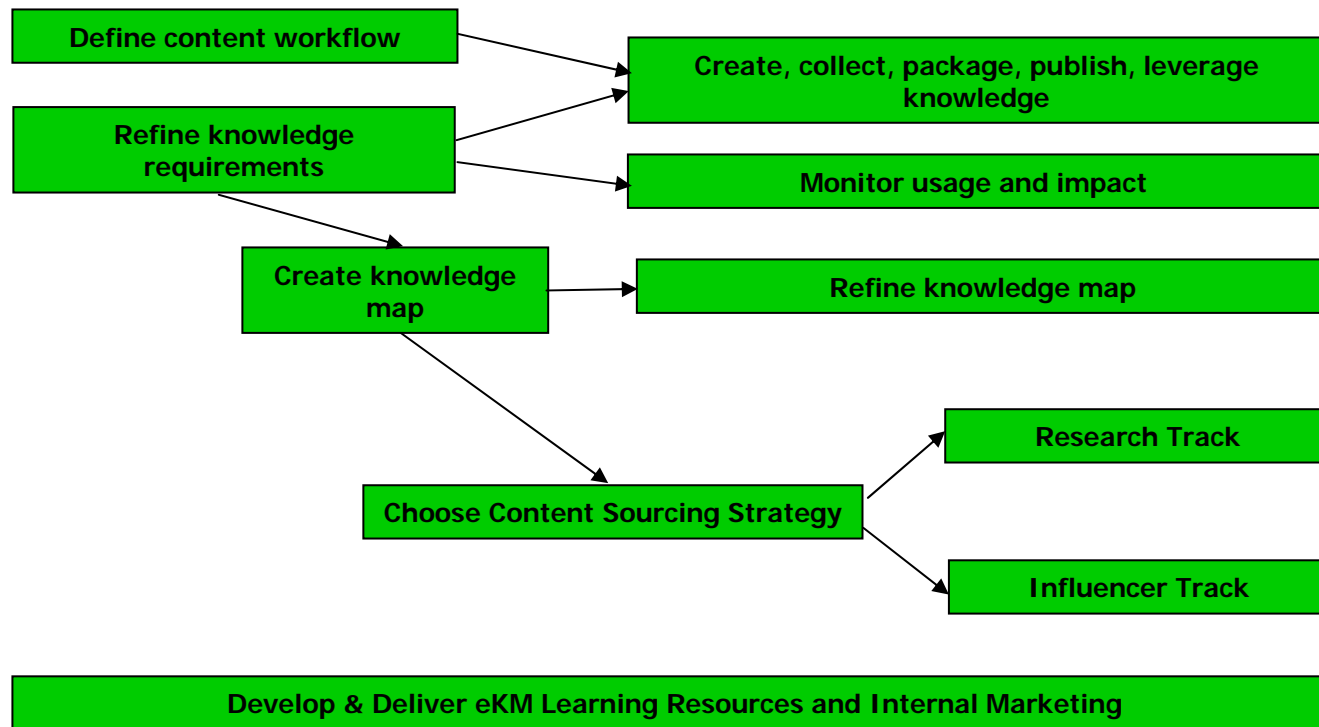 Define content workflow
Create, collect, package, publish, leverage
knowledge
Refine knowledge
requirements
Monitor usage and impact
Create knowledge
map
Refine knowledge map
Research Track
Choose Content Sourcing Strategy
Influencer Track
Develop & Deliver eKM Learning Resources and Internal Marketing